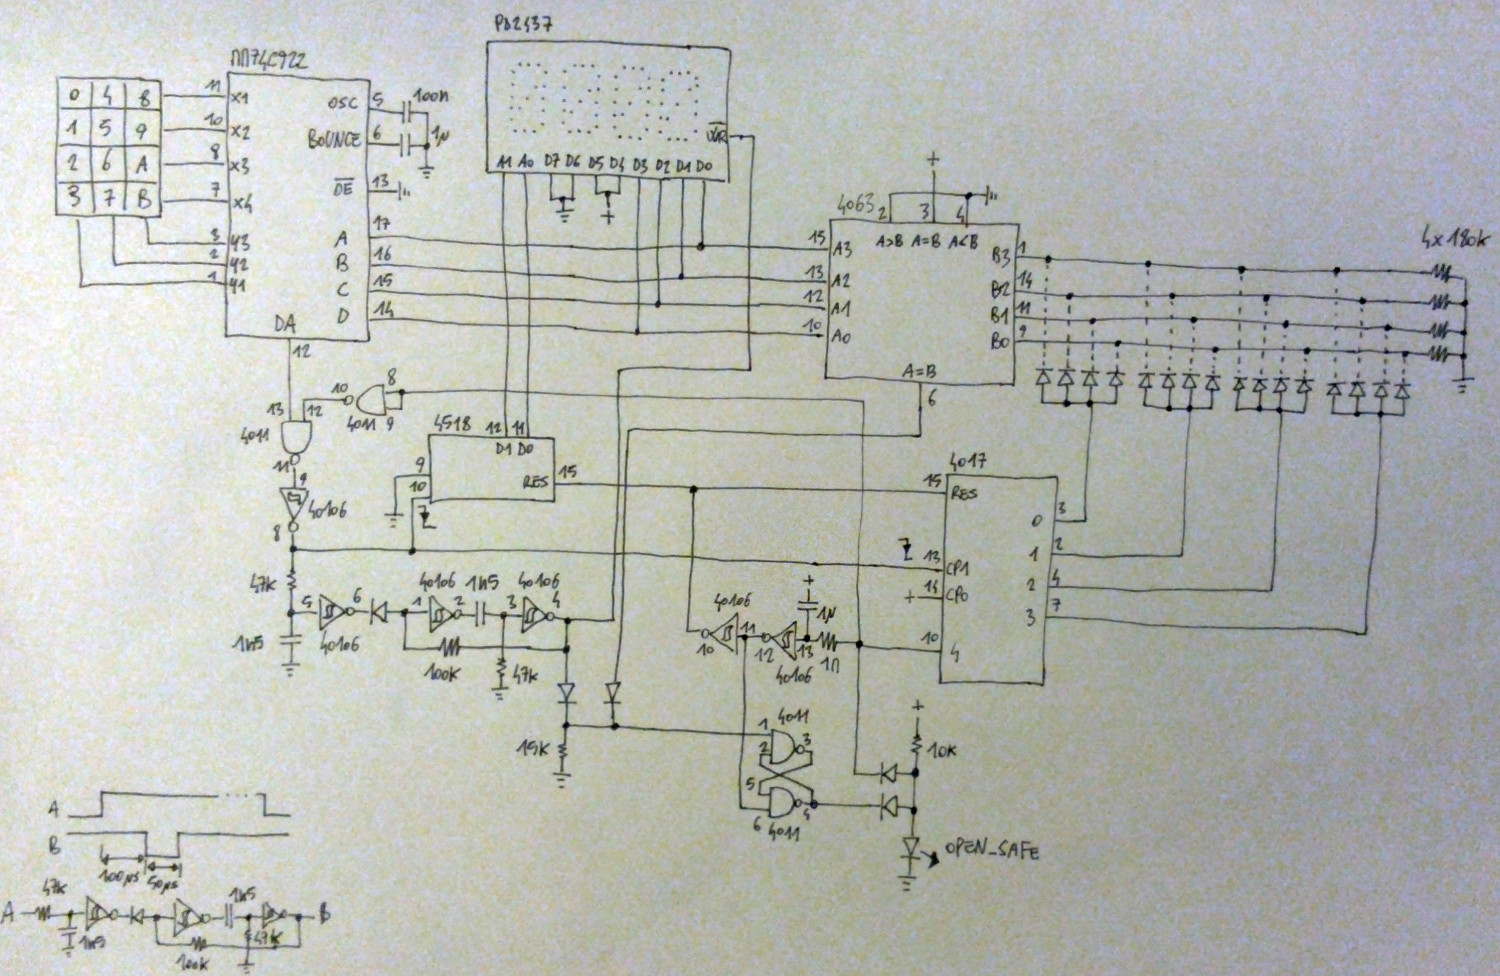 PD2437
MM74C922
0 4 8
1 5 9
2 6 A
3 7 B
11 X1
10 X2
8 X3
7 X4
3 Y3
2 Y2
1 Y1
OSC 5 100n
BOUNCE 6 1µ
OE 13
A 17
B 16
C 15
D 14
DA
12
WR
A1 A0 D7 D6 D5 D4 D3 D2 D1 D0
+
+
4063 2 3 4
A>B A=B A<B
15 A3
13 A2
12 A1
10 A0
B3 1
B2 14
B1 11
B0 9
A=B
6
4x180k
13 12
4011
11
10 8
4011 9
9
40106
8
4518 12 11
D1 D0
9
10
RES 15
4017
15 RES
13 CP1
+ 14 CP0
10 4
0 3
1 2
2 4
3 7
47K
5 6
40106
1n5
40106 1n5 40106
1 2 3 4
100K 47K
15K
40106
10 11
12 13
40106
+
1µ
1Ω
4011
1
2 3
5
6 4
4011
+
10K
OPEN_SAFE
A
B
100µs 50µs
A 47K 1n5 B
1n5 47K
100K